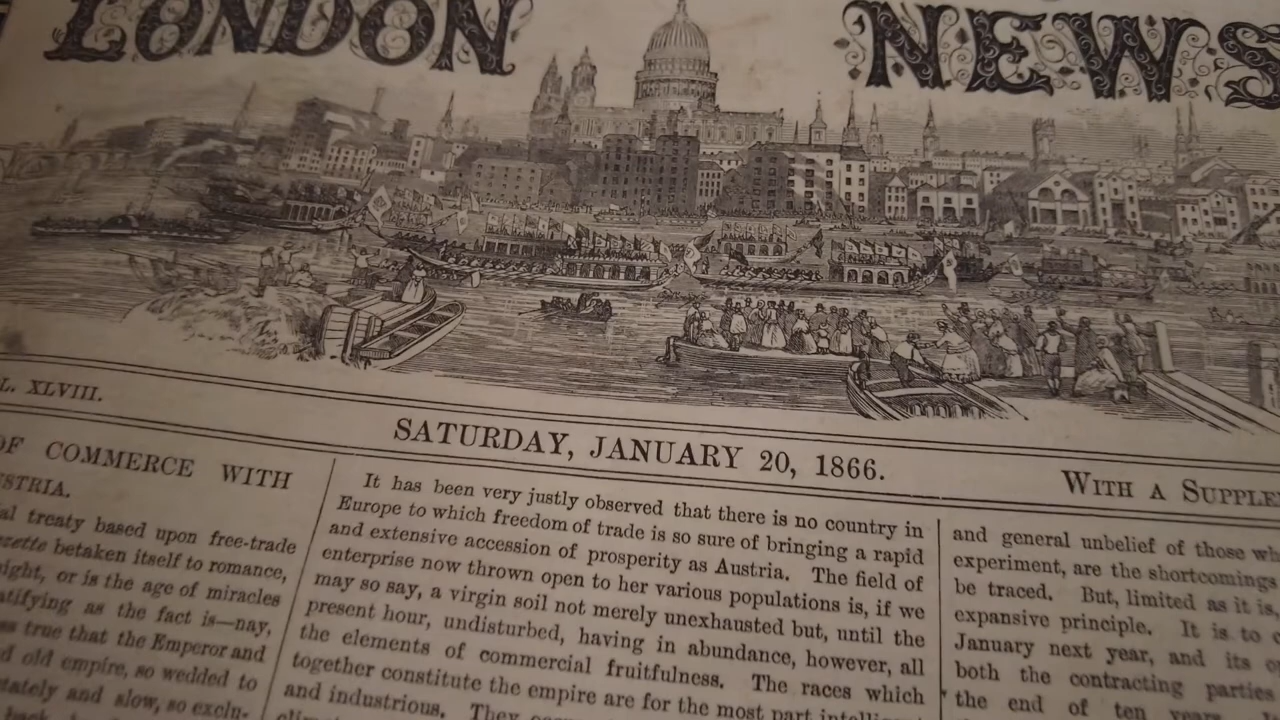 LONDON NEWS
L. XLVIII.
SATURDAY, JANUARY 20, 1866.
WITH A SUPPLE
OF COMMERCE WITH
STRIA.
al treaty based upon free-trade
zette betaken itself to romance,
ight, or is the age of miracles
atifying as the fact is—nay,
s true that the Emperor and
d old empire, so wedded to
tately and slow, so exclu-
It has been very justly observed that there is no country in
Europe to which freedom of trade is so sure of bringing a rapid
and extensive accession of prosperity as Austria. The field of
enterprise now thrown open to her various populations is, if we
may so say, a virgin soil not merely unexhausted but, until the
present hour, undisturbed, having in abundance, however, all
the elements of commercial fruitfulness. The races which
together constitute the empire are for the most part intelligent
and industrious. They
and general unbelief of those wh
experiment, are the shortcomings
be traced. But, limited as it is,
expansive principle. It is to
January next year, and its
both the contracting parties
the end of ten years